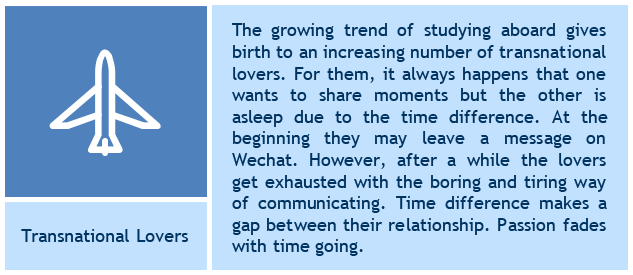 The growing trend of studying aboard gives
birth to an increasing number of transnational
lovers. For them, it always happens that one
wants to share moments but the other is
asleep due to the time difference. At the
beginning they may leave a message on
Wechat. However, after a while the lovers
get exhausted with the boring and tiring way
of communicating. Time difference makes a
gap between their relationship. Passion fades
with time going.
Transnational Lovers